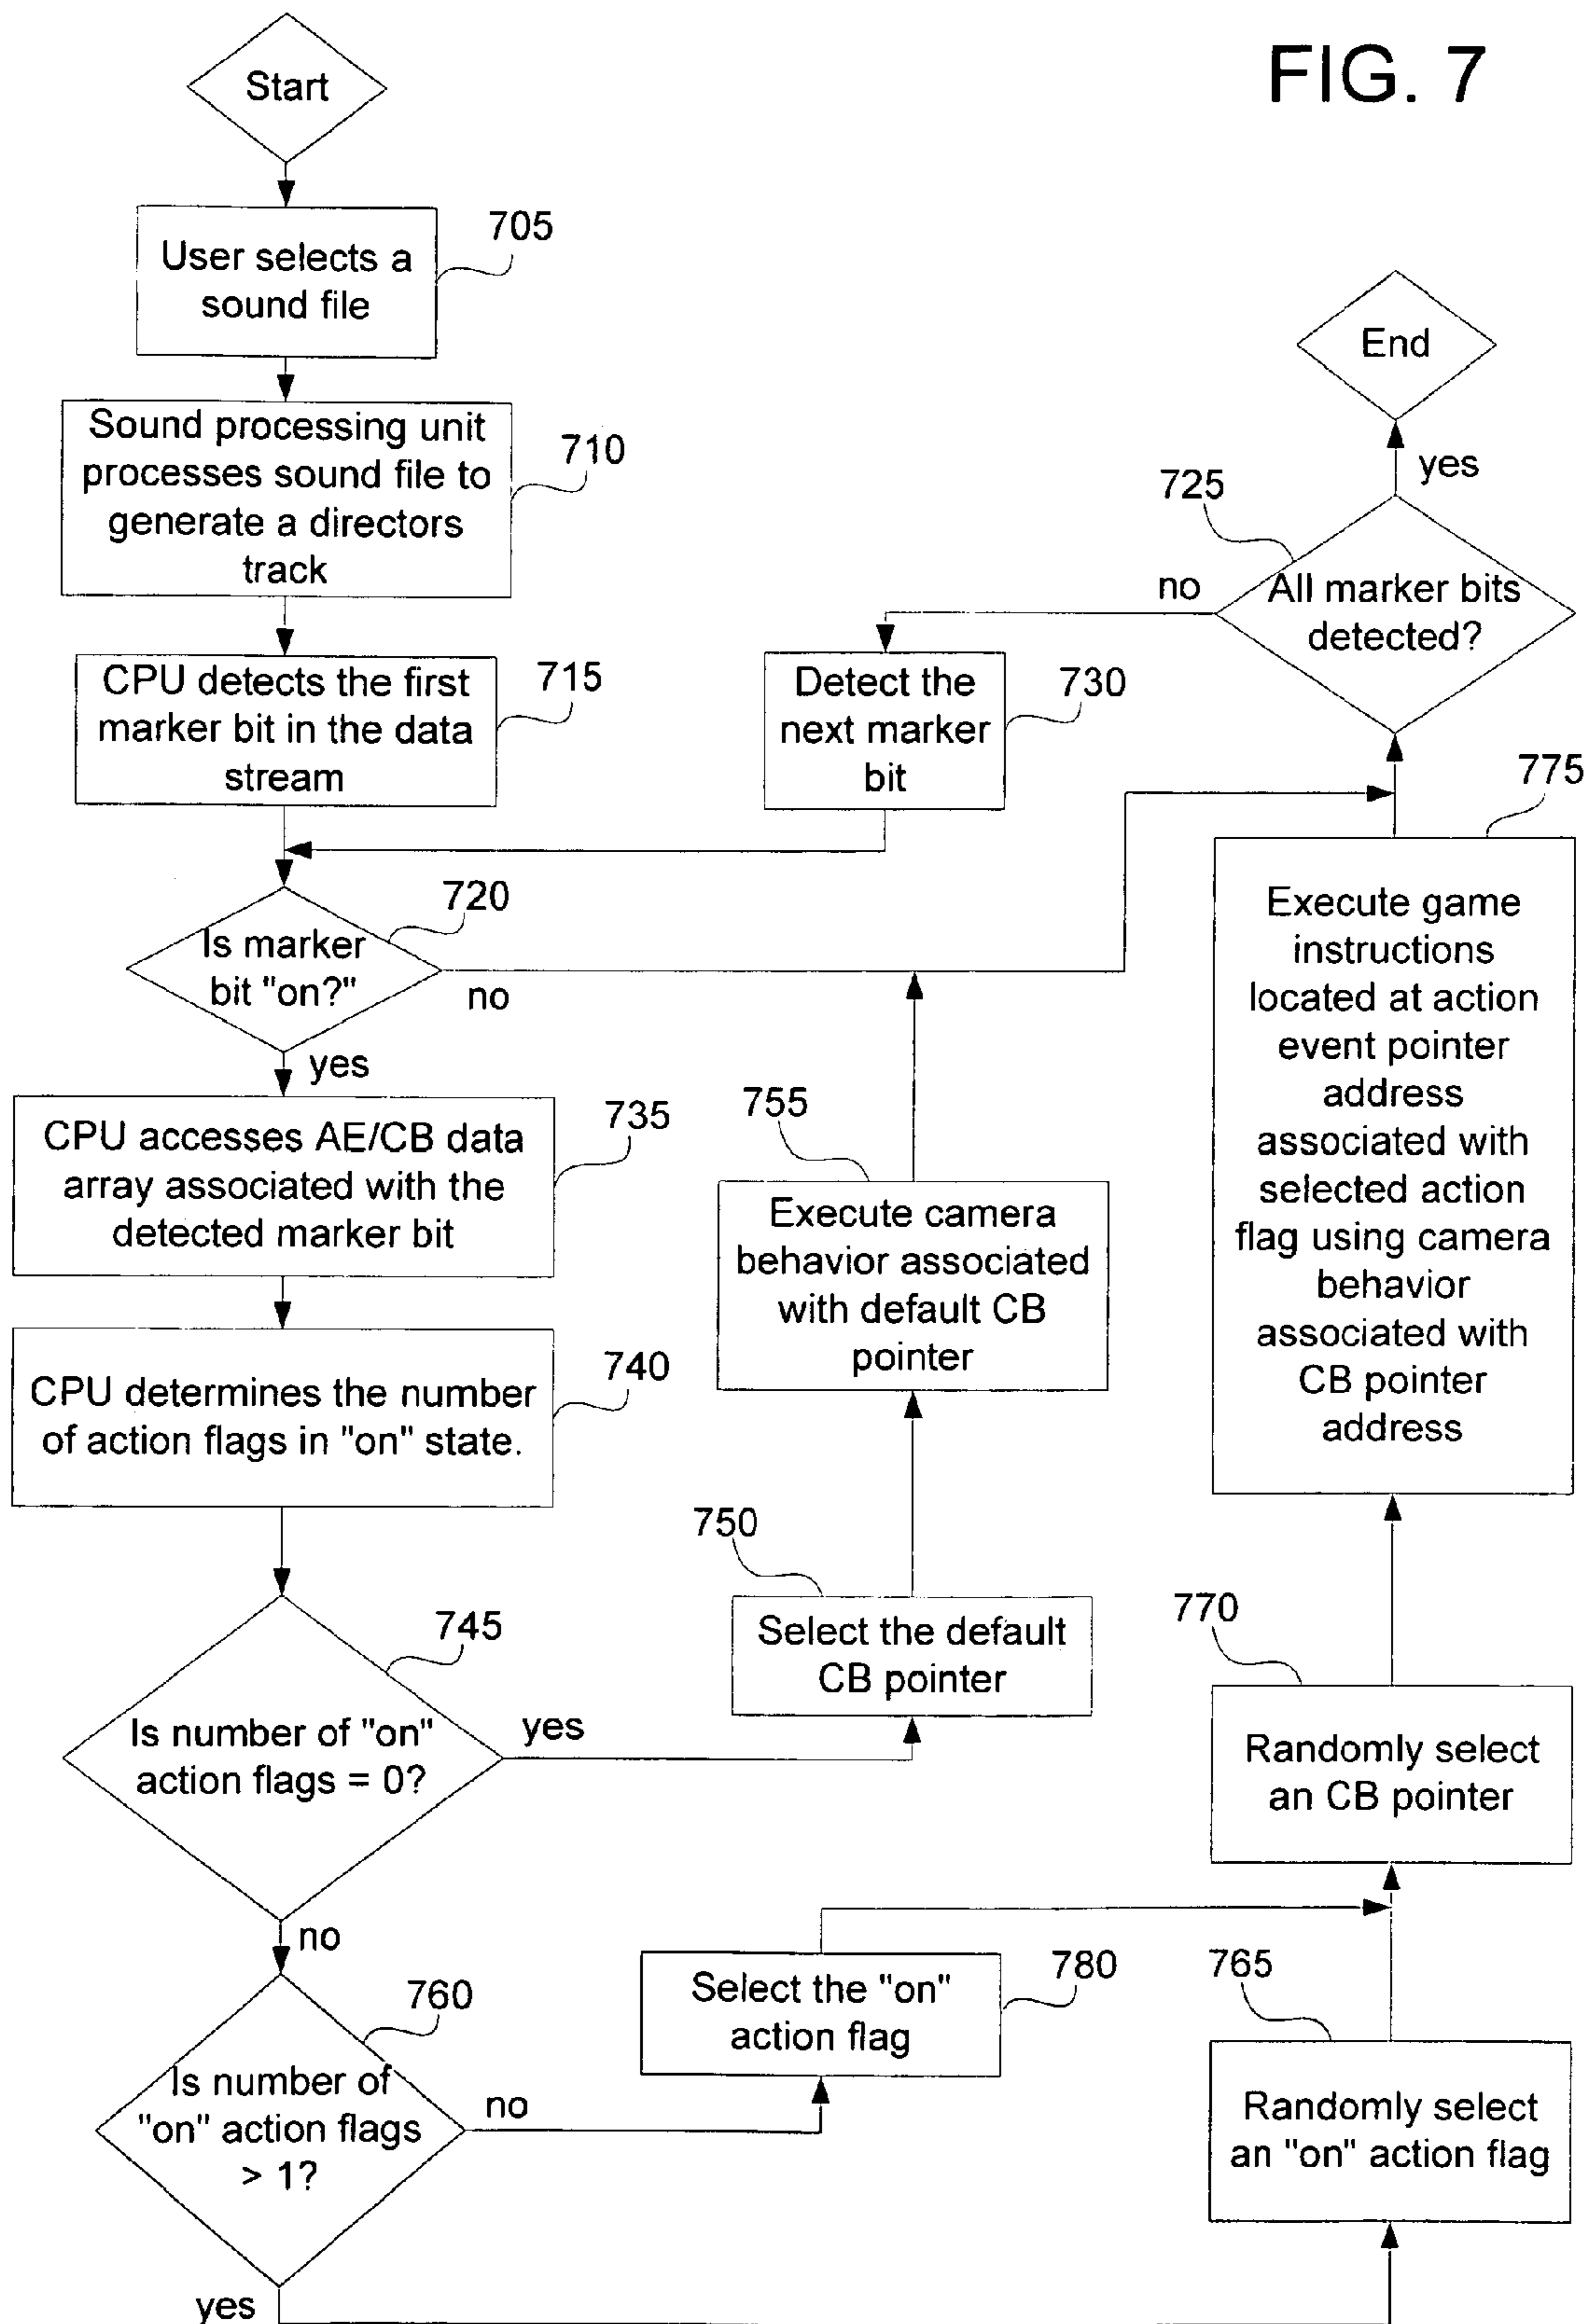 FIG. 7
Start
705
User selects a
sound file
710
Sound processing unit
processes sound file to
generate a directors
track
715
CPU detects the first
marker bit in the data
stream
720
Is marker
bit "on?"
no
yes
735
CPU accesses AE/CB data
array associated with the
detected marker bit
740
CPU determines the number
of action flags in "on" state.
745
Is number of "on"
action flags = 0?
yes
no
760
Is number of
"on" action flags
> 1?
no
yes
End
yes
725
All marker bits
detected?
no
730
Detect the
next marker
bit
755
Execute camera
behavior associated
with default CB
pointer
750
Select the default
CB pointer
780
Select the "on"
action flag
775
Execute game
instructions
located at action
event pointer
address
associated with
selected action
flag using camera
behavior
associated with
CB pointer
address
770
Randomly select
an CB pointer
765
Randomly select
an "on" action flag